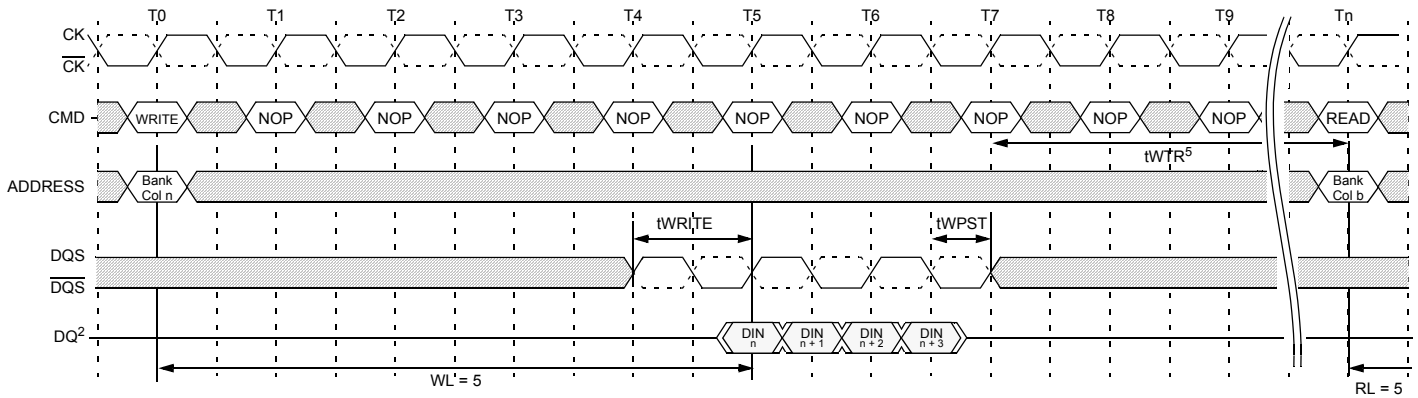 T0 T1 T2 T3 T4 T5 T6 T7 T8 T9 Tn
CK
CK
CMD WRITE NOP NOP NOP NOP NOP NOP NOP NOP NOP READ
tWTR5
ADDRESS Bank Col n Bank Col b
tWRITE tWPST
DQS
DQS
DQ2 DIN n DIN n + 1 DIN n + 2 DIN n + 3
WL = 5 RL = 5